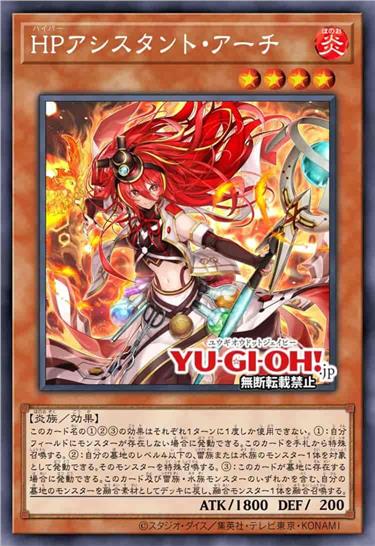 ハイパー
HPアシスタント・アーチ
ほのお
炎
ユウギオウドットジェイピー
YU-GI-OH!.jp
無断転載禁止
ほのおぞく こうか
【炎族／効果】
このカード名の①②③の効果はそれぞれ1ターンに1度しか使用できない。①：自分
フィールドにモンスターが存在しない場合に発動できる。このカードを手札から特殊
召喚する。②：自分の墓地のレベル4以下の、雷族または水族のモンスター1体を対象
として発動できる。そのモンスターを特殊召喚する。③：このカードが墓地に存在す
る場合に発動できる。このカード及び雷族・水族モンスターのいずれかを含む、自分の墓
地のモンスターを融合素材としてデッキに戻し、融合モンスター1体を融合召喚する。
ATK/1800 DEF/ 200
©スタジオ・ダイス/集英社・テレビ東京・KONAMI